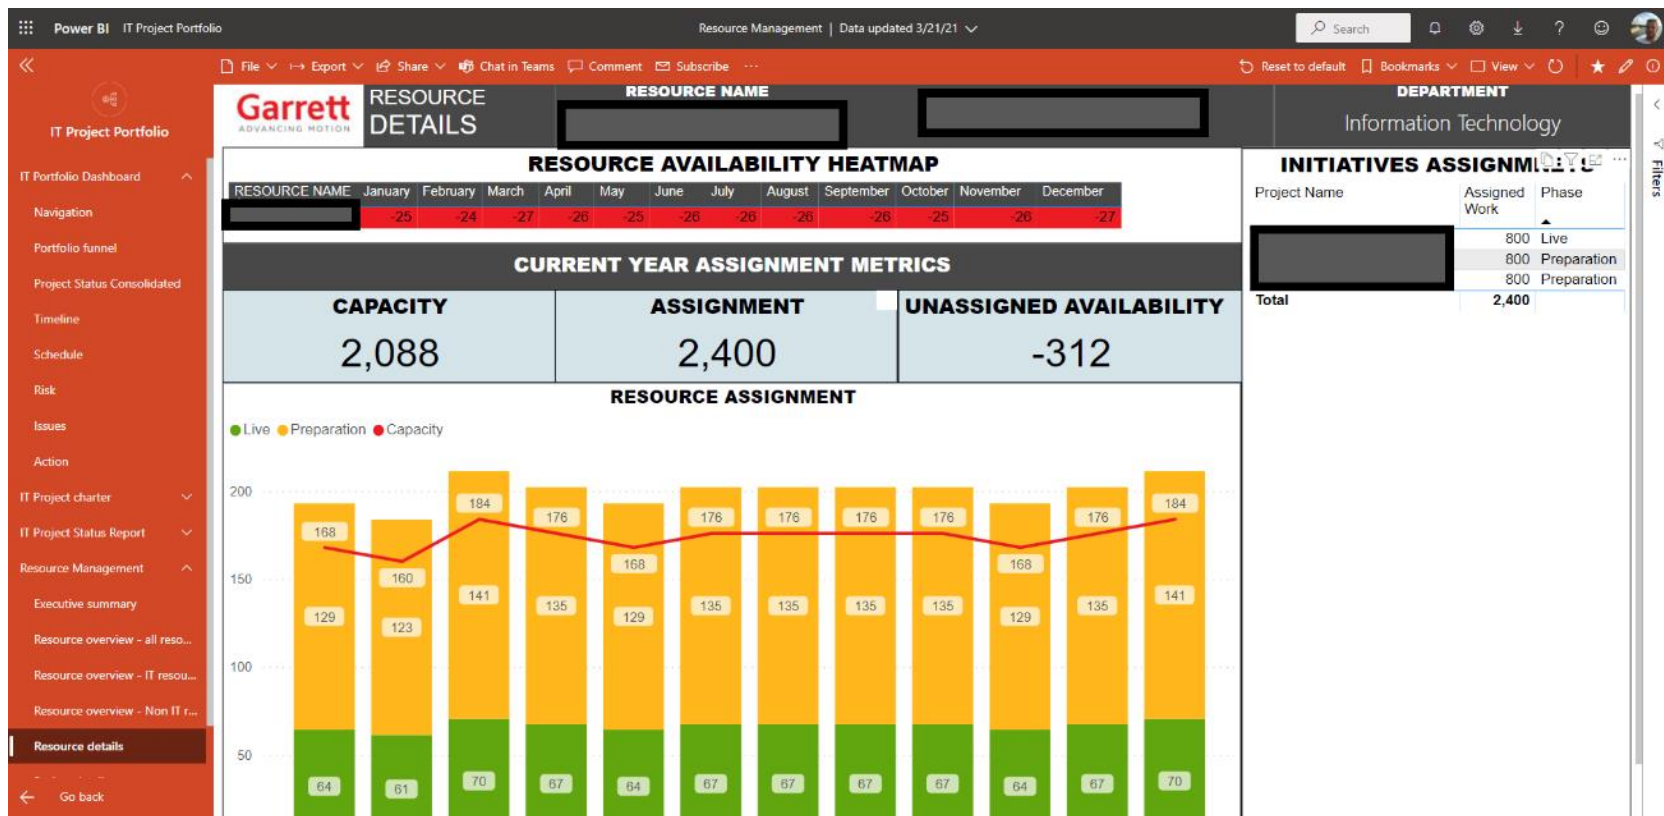 Power BI IT Project Portfolio
Resource Management | Data updated 3/21/21
Search
File Export Share Chat in Teams Comment Subscribe ...
Reset to default Bookmarks View
IT Project Portfolio
IT Portfolio Dashboard
Navigation
Portfolio funnel
Project Status Consolidated
Timeline
Schedule
Risk
Issues
Action
IT Project charter
IT Project Status Report
Resource Management
Executive summary
Resource overview - all reso...
Resource overview - IT resou...
Resource overview - Non IT r...
Resource details
Go back
Garrett
ADVANCING MOTION
RESOURCE
DETAILS
RESOURCE NAME
DEPARTMENT
Information Technology
RESOURCE AVAILABILITY HEATMAP
RESOURCE NAME January February March April May June July August September October November December
-25 -24 -27 -26 -25 -26 -26 -26 -26 -25 -26 -27
CURRENT YEAR ASSIGNMENT METRICS
CAPACITY ASSIGNMENT UNASSIGNED AVAILABILITY
2,088 2,400 -312
RESOURCE ASSIGNMENT
Live Preparation Capacity
200
150
100
50
168 160 184 176 168 176 176 176 176 168 176 184
129 123 141 135 129 135 135 135 135 129 135 141
64 61 70 67 64 67 67 67 67 64 67 70
INITIATIVES
Project Name Assigned Work Phase
800 Live
800 Preparation
800 Preparation
Total 2,400
Filters